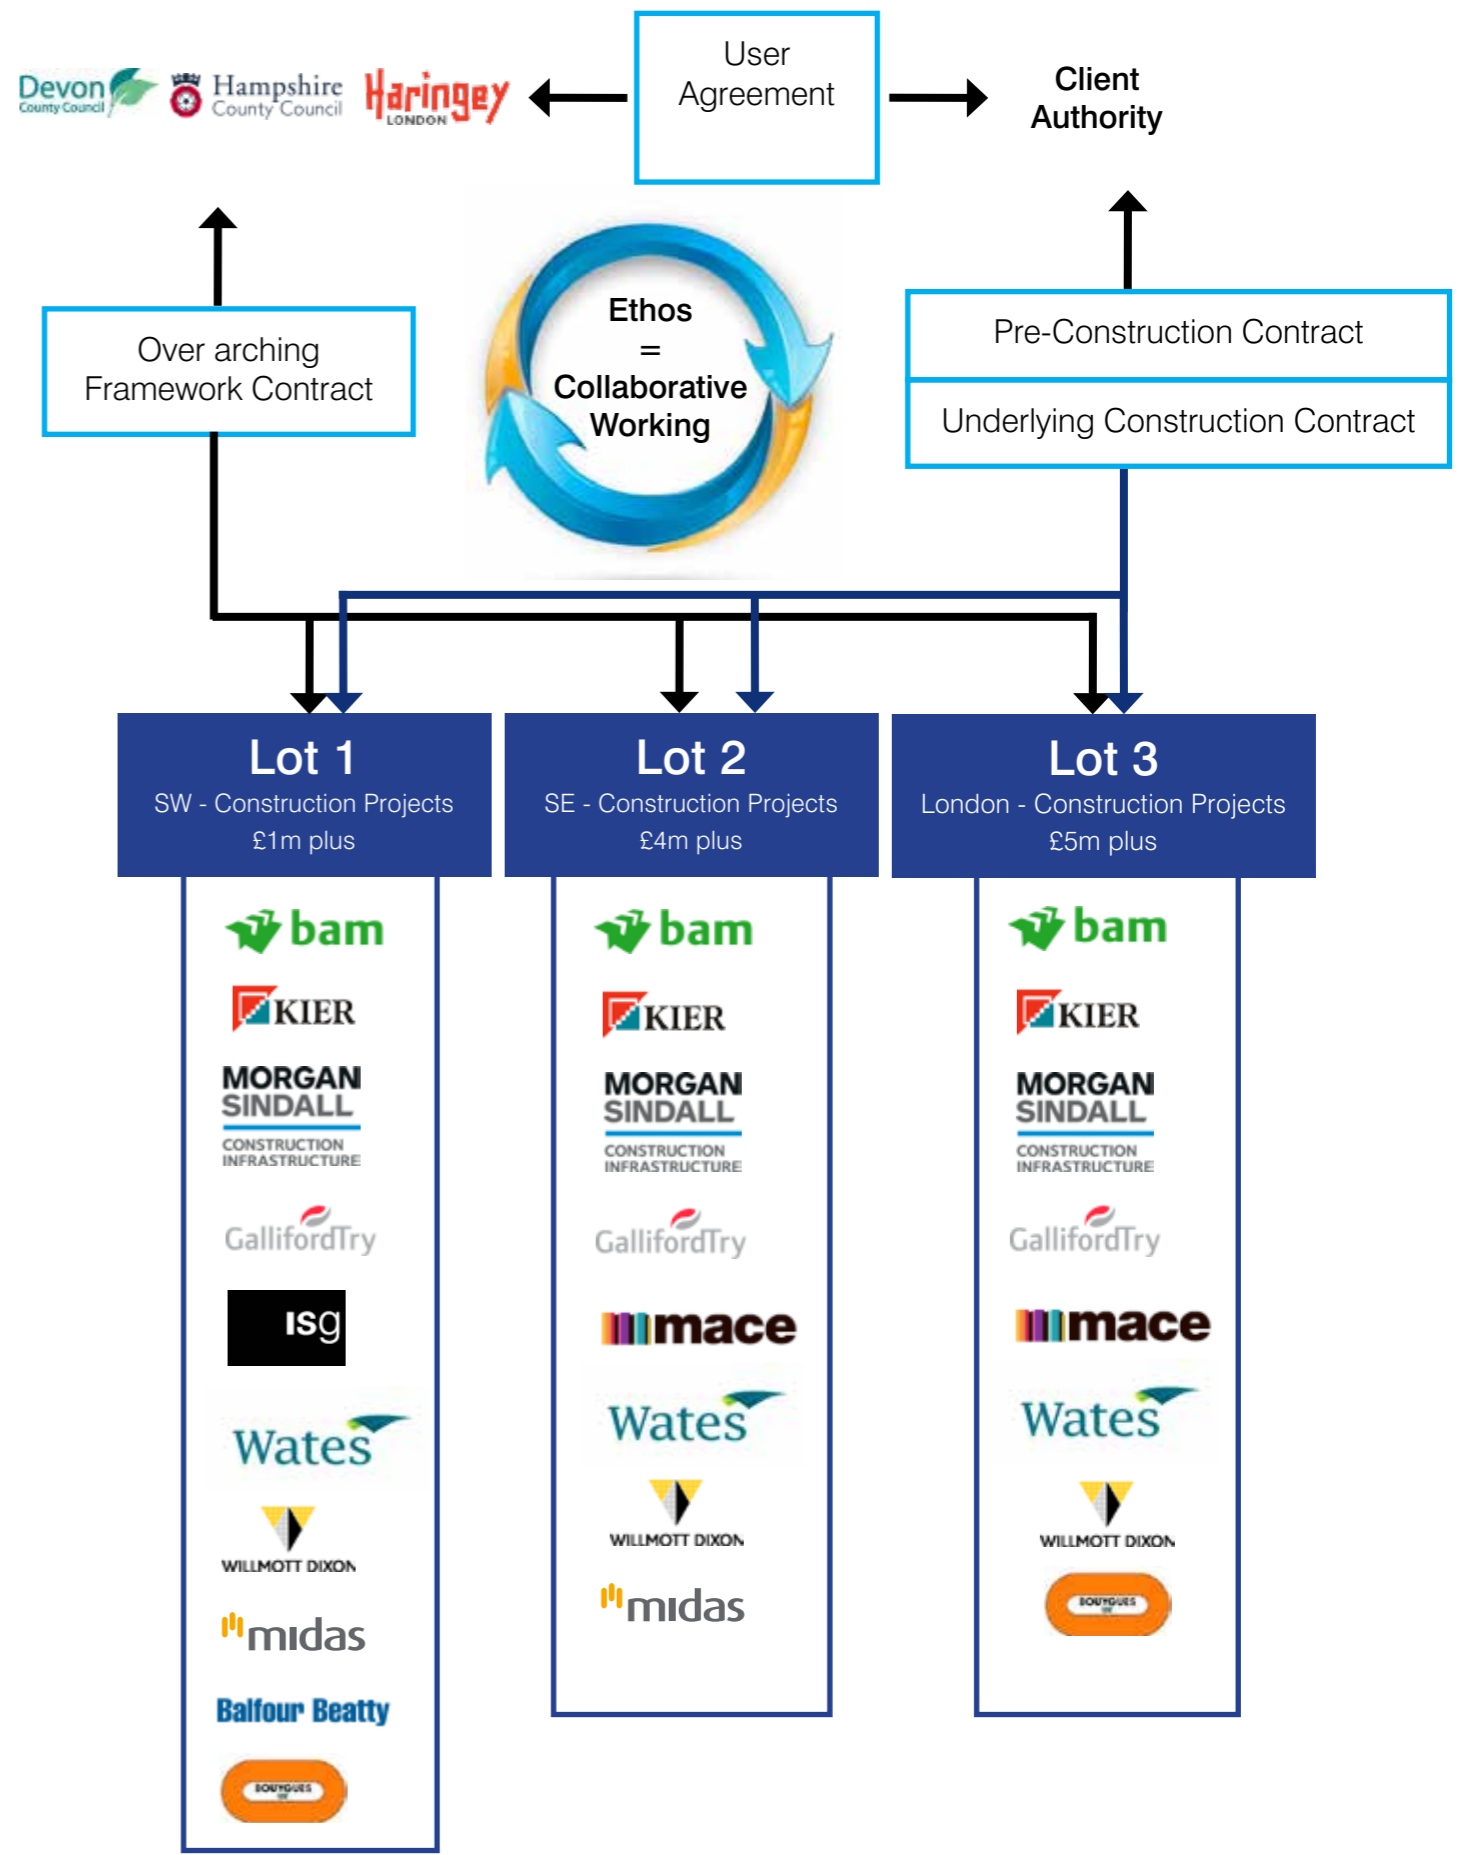 Devon
County Council
Hampshire
County Council
Haringey
LONDON
User
Agreement
Client
Authority
Over arching
Framework Contract
Ethos
=
Collaborative
Working
Pre-Construction Contract
Underlying Construction Contract
Lot 1
SW - Construction Projects
£1m plus
bam
KIER
MORGAN
SINDALL
CONSTRUCTION
INFRASTRUCTURE
GallifordTry
ISg
Wates
WILLMOTT DIXON
mıdas
Balfour Beatty
BOUYGUES
Lot 2
SE - Construction Projects
£4m plus
bam
KIER
MORGAN
SINDALL
CONSTRUCTION
INFRASTRUCTURE
GallifordTry
mace
Wates
WILLMOTT DIXON
mıdas
Lot 3
London - Construction Projects
£5m plus
bam
KIER
MORGAN
SINDALL
CONSTRUCTION
INFRASTRUCTURE
GallifordTry
mace
Wates
WILLMOTT DIXON
BOUYGUES